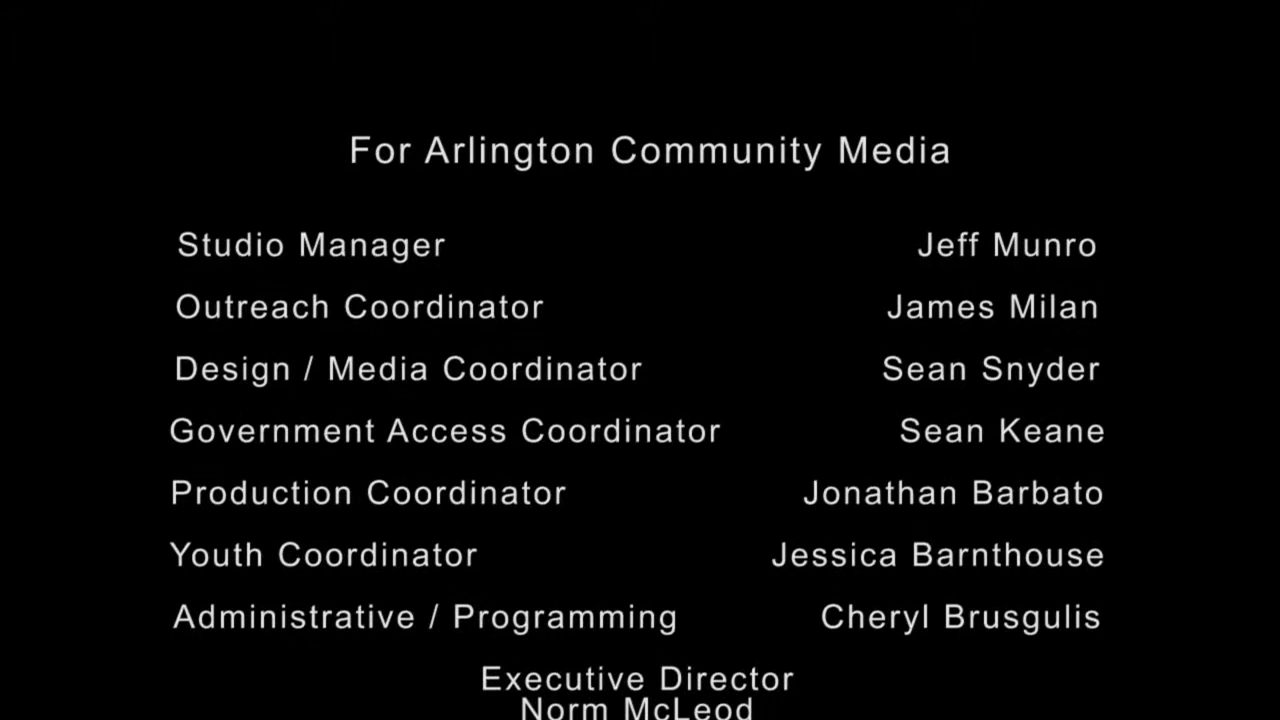 For Arlington Community Media
Studio Manager Jeff Munro
Outreach Coordinator James Milan
Design / Media Coordinator Sean Snyder
Government Access Coordinator Sean Keane
Production Coordinator Jonathan Barbato
Youth Coordinator Jessica Barnthouse
Administrative / Programming Cheryl Brusgulis
Executive Director
Norm McLeod